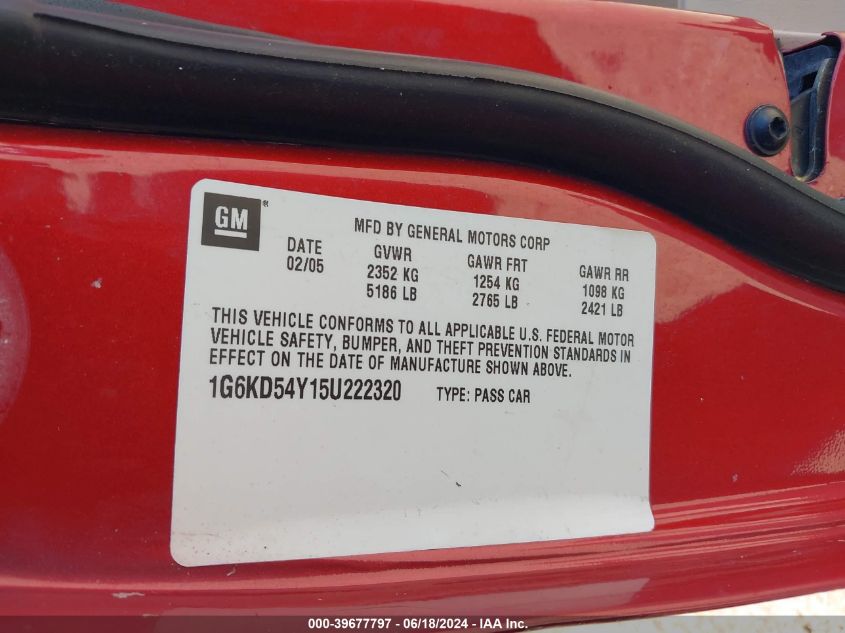 GM®
MFD BY GENERAL MOTORS CORP
DATE GVWR GAWR FRT GAWR RR
02/05 2352 KG 1254 KG 1098 KG
5186 LB 2765 LB 2421 LB
THIS VEHICLE CONFORMS TO ALL APPLICABLE U.S. FEDERAL MOTOR
VEHICLE SAFETY, BUMPER, AND THEFT PREVENTION STANDARDS IN
EFFECT ON THE DATE OF MANUFACTURE SHOWN ABOVE.
1G6KD54Y15U222320 TYPE: PASS CAR
000-39677797 - 06/18/2024 - IAA Inc.